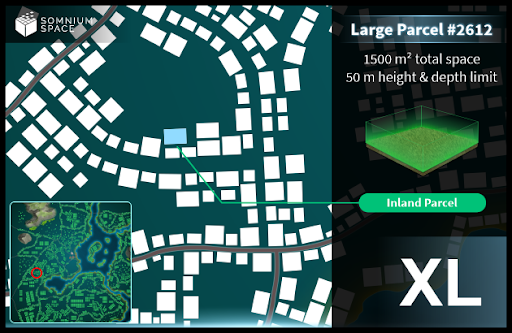 SOMNIUM
SPACE
Large Parcel #2612
1500 m² total space
50 m height & depth limit
Inland Parcel
XL